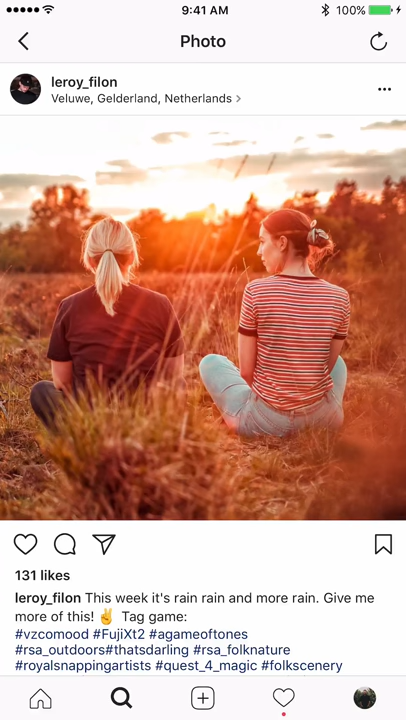 9:41 AM 100%
Photo
leroy_filon
Veluwe, Gelderland, Netherlands
131 likes
leroy_filon This week it's rain rain and more rain. Give me
more of this! ✌️ Tag game:
#vzcomood #FujiXt2 #agameoftones
#rsa_outdoors#thatsdarling #rsa_folknature
#royalsnappingartists #quest_4_magic #folkscenery